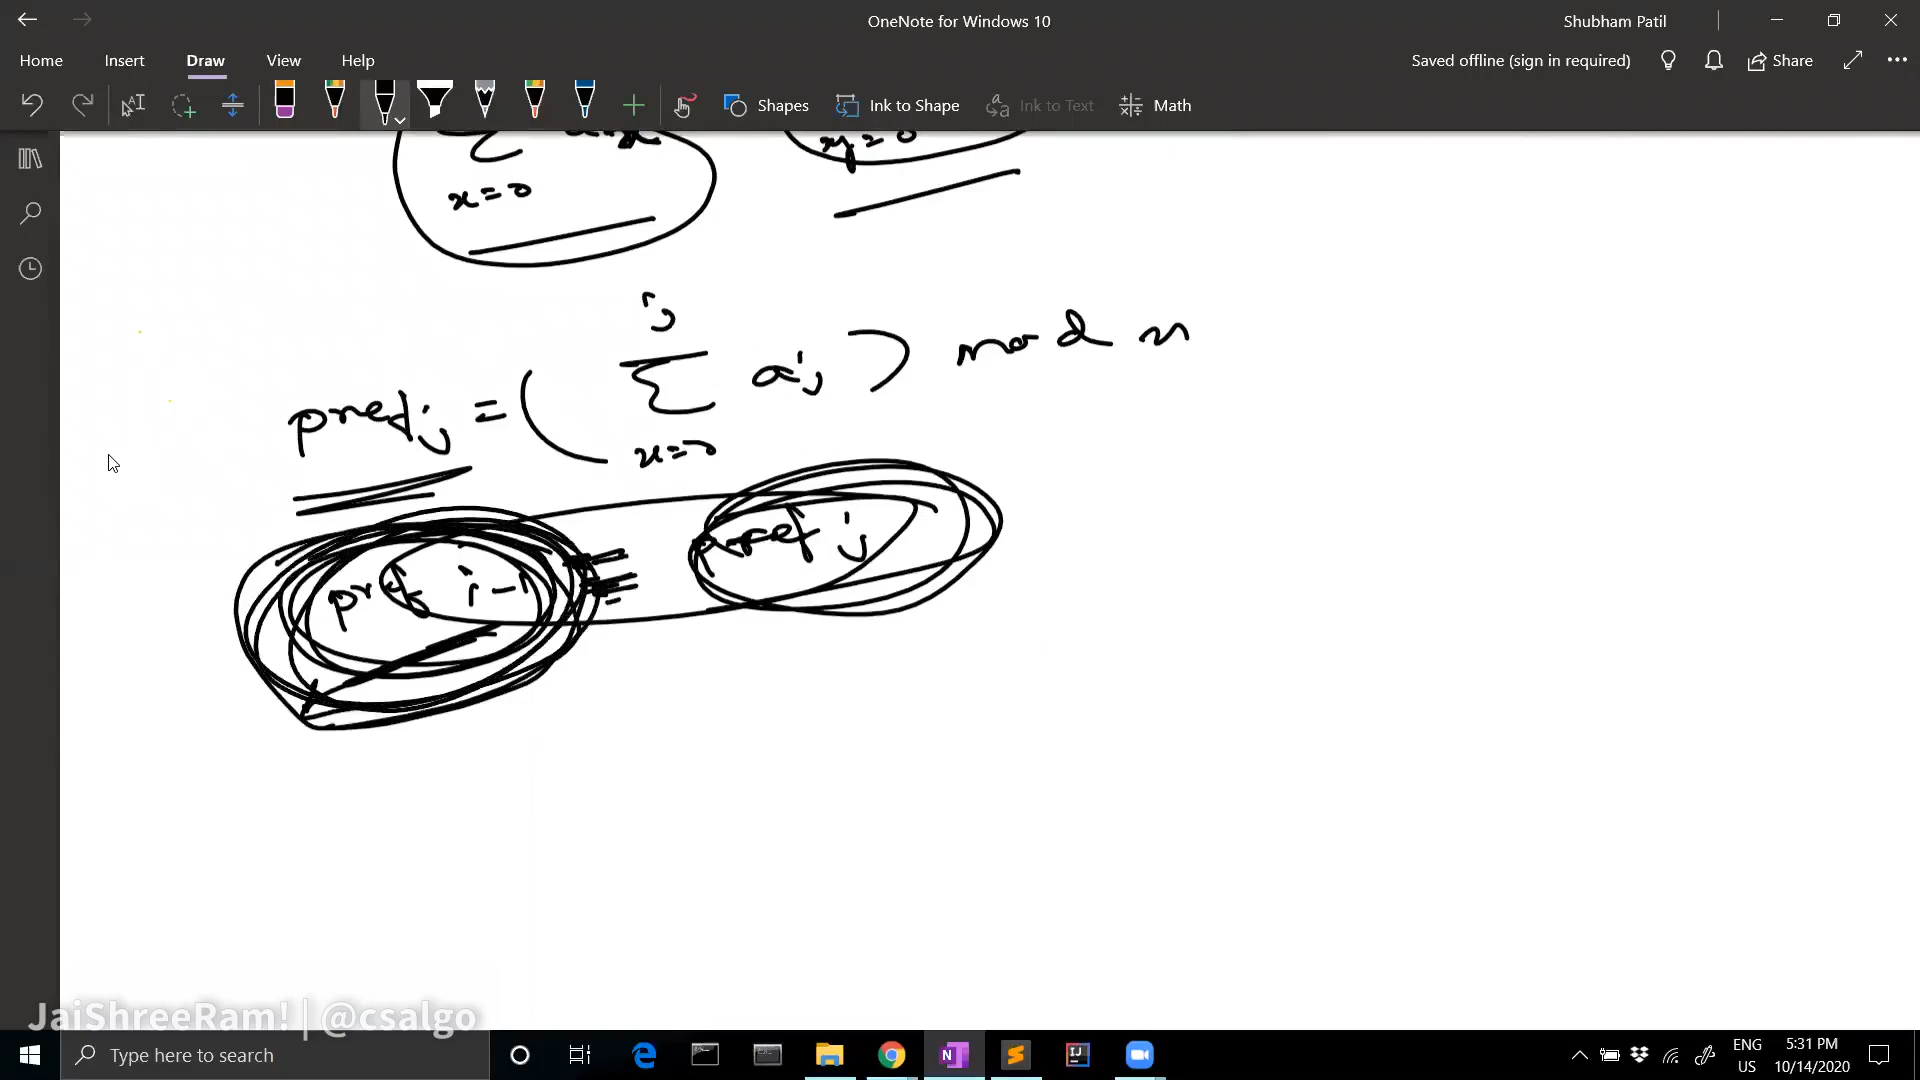 OneNote for Windows 10
Shubham Patil
Home Insert Draw View Help
Saved offline (sign in required) Share
Shapes Ink to Shape Ink to Text Math
x=0
j
pref j = ( Σ aj ) mod n
x=0
pref i-1 ≡ pref j
JaiShreeRam! | @csalgo
Type here to search
ENG
US
5:31 PM
10/14/2020